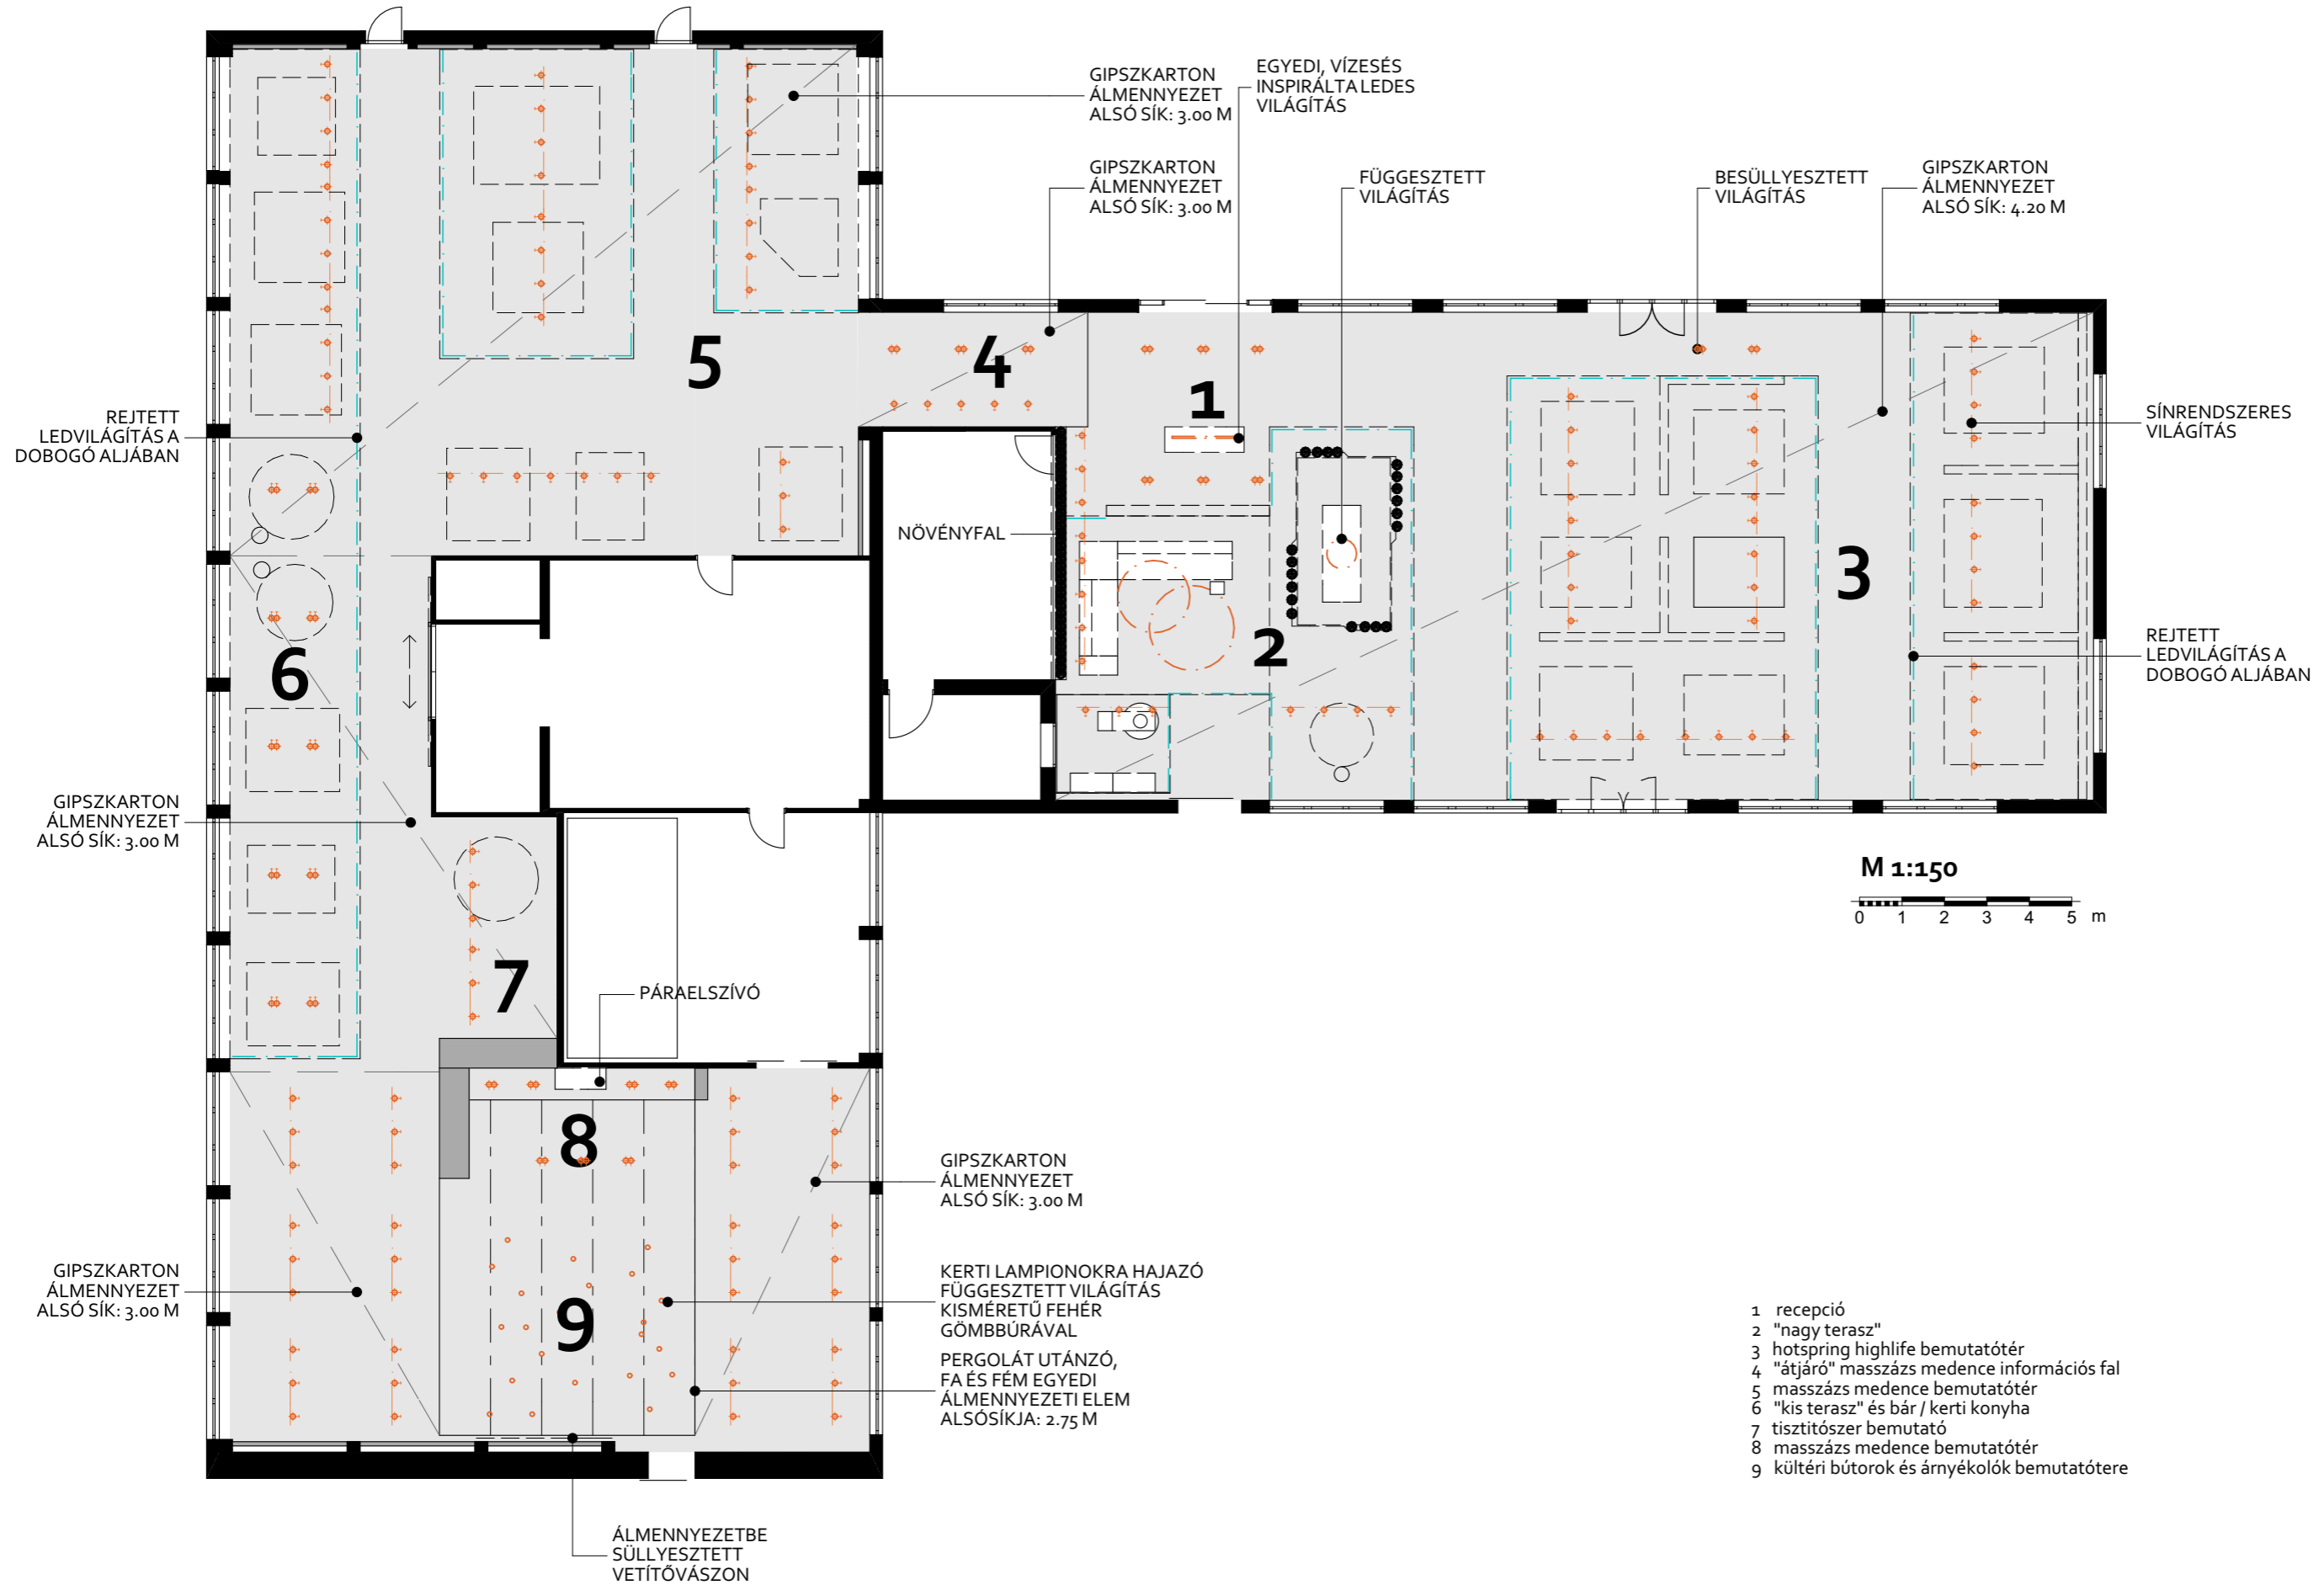 GIPSZKARTON
ÁLMENNYEZET
ALSÓ SÍK: 3.00 M
EGYEDI, VÍZESÉS
INSPIRÁLTA LEDES
VILÁGÍTÁS
GIPSZKARTON
ÁLMENNYEZET
ALSÓ SÍK: 3.00 M
FÜGGESZTETT
VILÁGÍTÁS
BESÜLLYESZTETT
VILÁGÍTÁS
GIPSZKARTON
ÁLMENNYEZET
ALSÓ SÍK: 4.20 M
5
4
1
REJTETT
LEDVILÁGÍTÁS A
DOBOGÓ ALJÁBAN
SÍNRENDSZERES
VILÁGÍTÁS
NÖVÉNYFAL
3
2
6
REJTETT
LEDVILÁGÍTÁS A
DOBOGÓ ALJÁBAN
GIPSZKARTON
ÁLMENNYEZET
ALSÓ SÍK: 3.00 M
M 1:150
0 1 2 3 4 5 m
7
PÁRAELSZÍVÓ
8
GIPSZKARTON
ÁLMENNYEZET
ALSÓ SÍK: 3.00 M
GIPSZKARTON
ÁLMENNYEZET
ALSÓ SÍK: 3.00 M
9
KERTI LAMPIONOKRA HAJAZÓ
FÜGGESZTETT VILÁGÍTÁS
KISMÉRETŰ FEHÉR
GÖMBBÚRÁVAL
PERGOLÁT UTÁNZÓ,
FA ÉS FÉM EGYEDI
ÁLMENNYEZETI ELEM
ALSÓSÍKJA: 2.75 M
1 recepció
2 "nagy terasz"
3 hotspring highlife bemutatótér
4 "átjáró" masszázs medence információs fal
5 masszázs medence bemutatótér
6 "kis terasz" és bár / kerti konyha
7 tisztitószer bemutató
8 masszázs medence bemutatótér
9 kültéri bútorok és árnyékolók bemutatótere
ÁLMENNYEZETBE
SÜLLYESZTETT
VETÍTŐVÁSZON